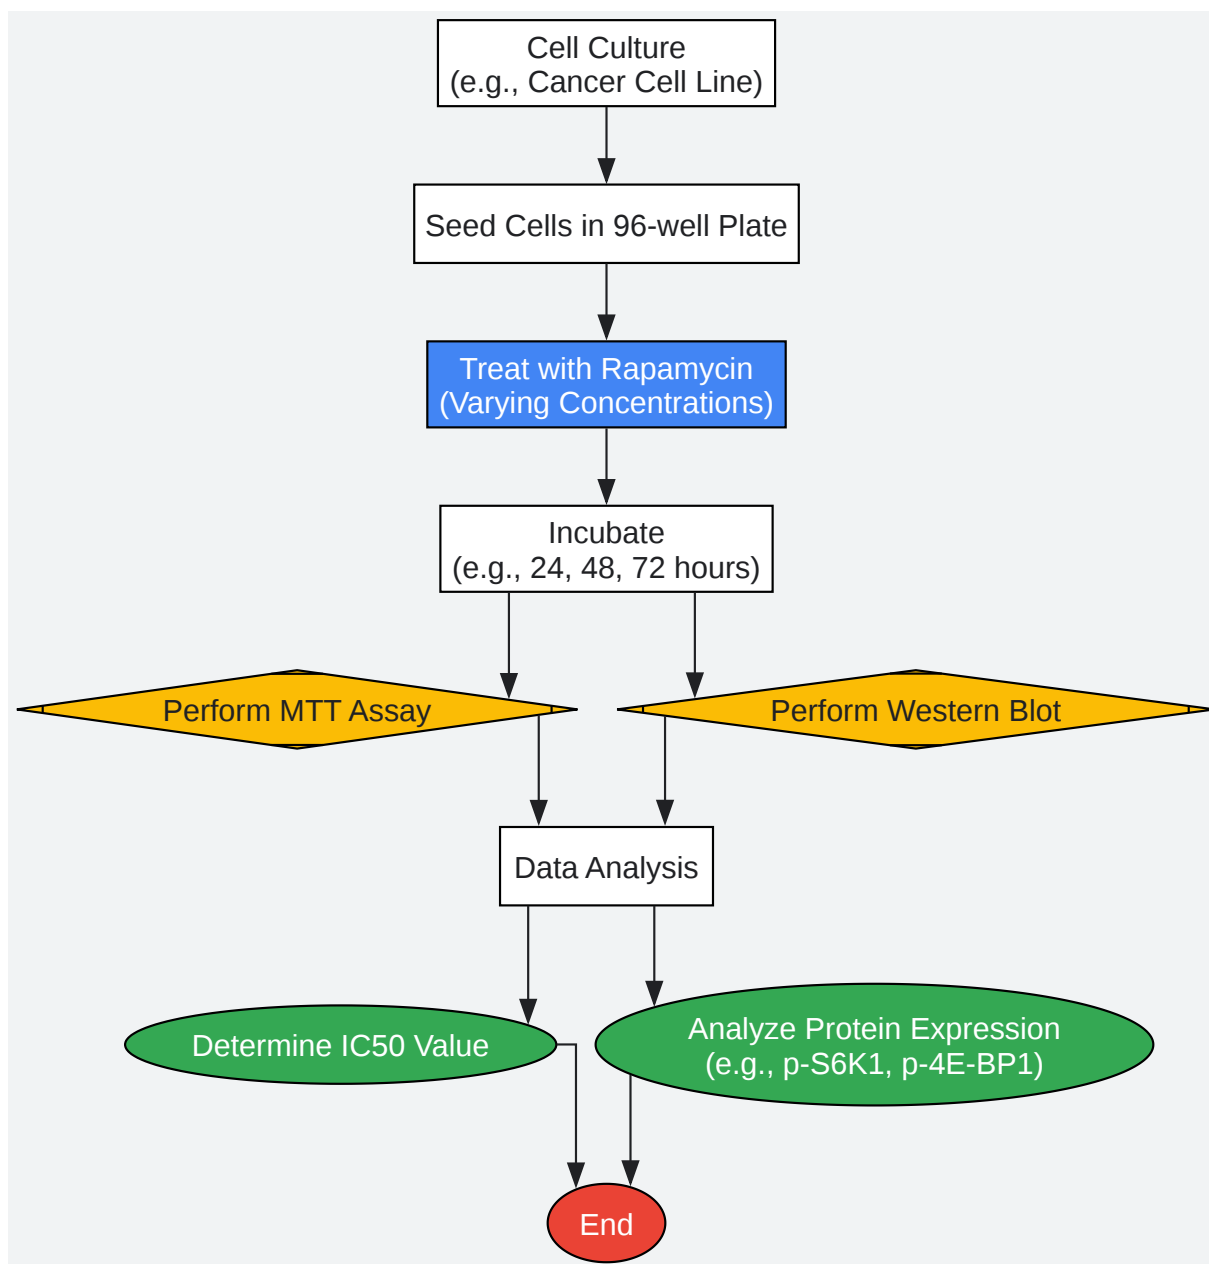 Cell Culture
(e.g., Cancer Cell Line)
Seed Cells in 96-well Plate
Treat with Rapamycin
(Varying Concentrations)
Incubate
(e.g., 24, 48, 72 hours)
Perform MTT Assay
Perform Western Blot
Data Analysis
Determine IC50 Value
Analyze Protein Expression
(e.g., p-S6K1, p-4E-BP1)
End